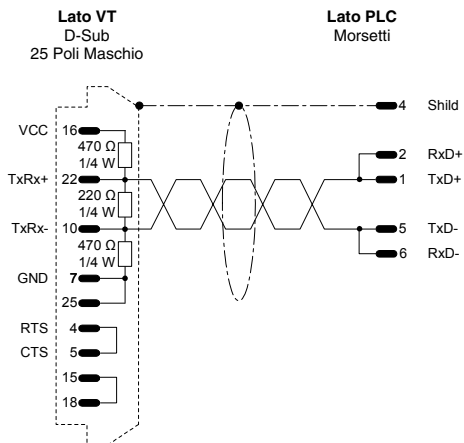 Lato VT
D-Sub
25 Poli Maschio
Lato PLC
Morsetti
4 Shild
VCC 16
470 Ω
1/4 W
2 RxD+
TxRx+ 22
1 TxD+
220 Ω
1/4 W
TxRx- 10
5 TxD-
470 Ω
1/4 W
6 RxD-
GND 7
25
RTS 4
CTS 5
15
18